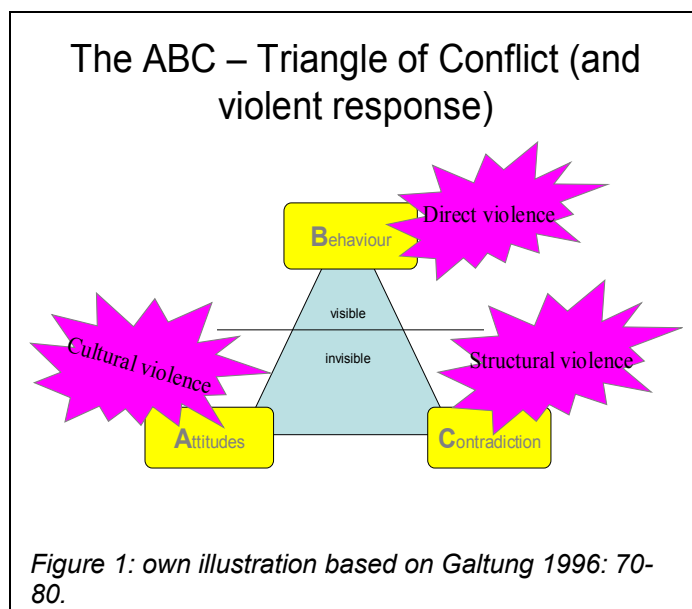 The ABC – Triangle of Conflict (and
violent response)
Direct violence
Behaviour
visible
invisible
Cultural violence
Structural violence
Attitudes
Contradiction
Figure 1: own illustration based on Galtung 1996: 70-
80.